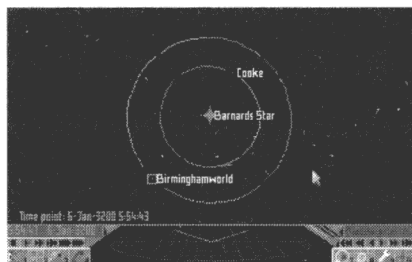 Cooke
Barnards Star
Birminghamworld
Time point: 6-Jan-3200 5:54:43